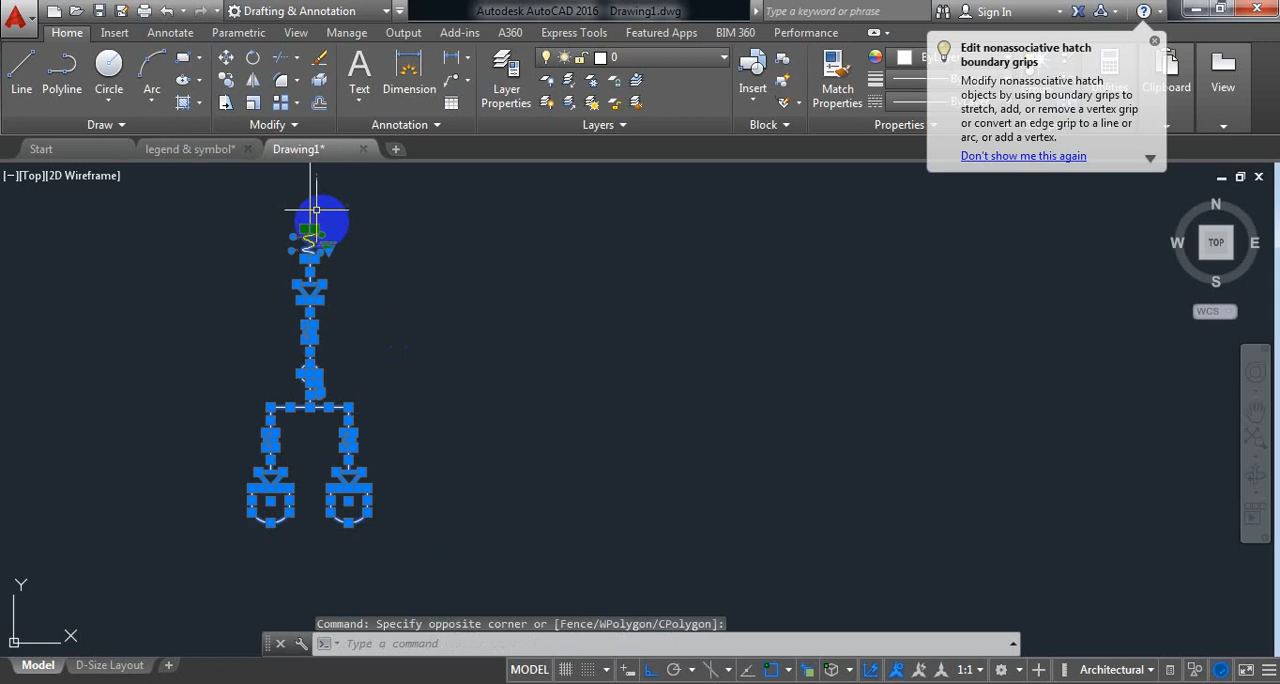 Drafting & Annotation
Autodesk AutoCAD 2016 Drawing1.dwg
Type a keyword or phrase
Sign In
Home
Insert
Annotate
Parametric
View
Manage
Output
Add-ins
A360
Express Tools
Featured Apps
BIM 360
Performance
Line
Polyline
Circle
Arc
Text
Dimension
Layer
Properties
0
Insert
Match
Properties
Clipboard
View
Draw
Modify
Annotation
Layers
Block
Properties
Edit nonassociative hatch
boundary grips
Modify nonassociative hatch
objects by using boundary grips to
stretch, add, or remove a vertex grip
or convert an edge grip to a line or
arc, or add a vertex.
Don't show me this again
Start
legend & symbol*
Drawing1*
[−][Top][2D Wireframe]
N
W
TOP
E
S
WCS
Y
X
Command: Specify opposite corner or [Fence/WPolygon/CPolygon]:
Type a command
Model
D-Size Layout
MODEL
1:1
Architectural